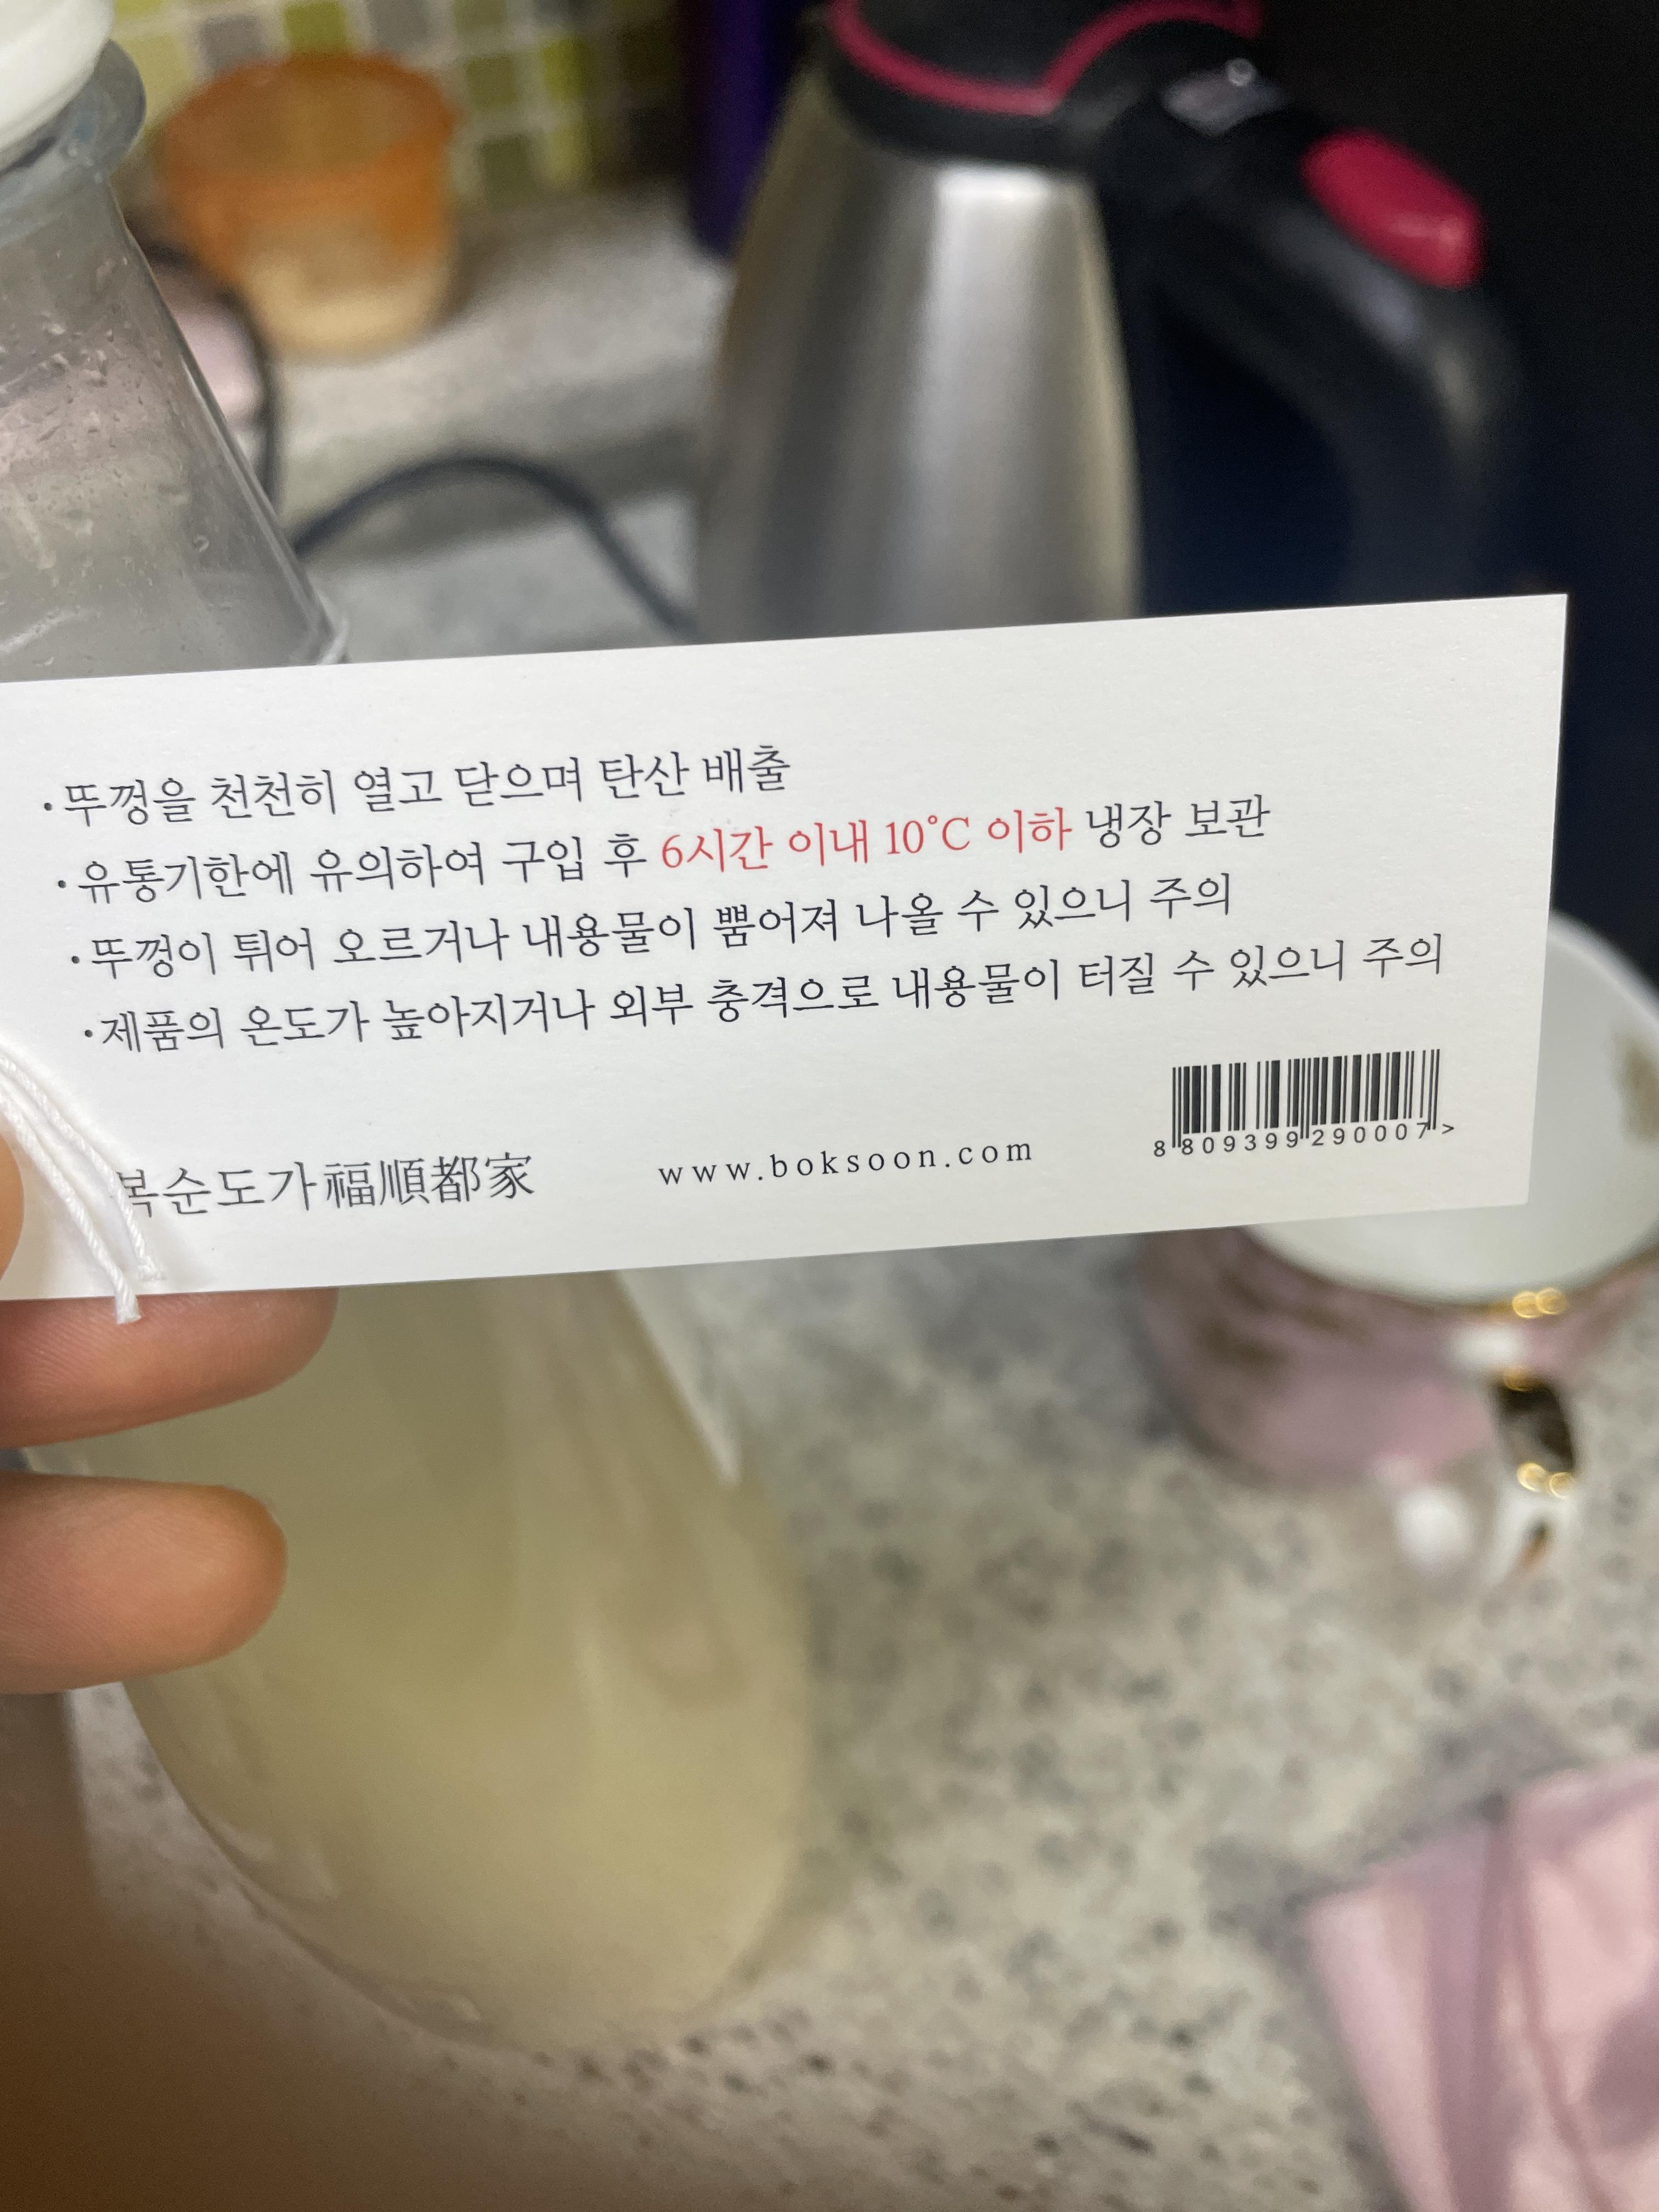 ·뚜껑을 천천히 열고 닫으며 탄산 배출
·유통기한에 유의하여 구입 후 6시간 이내 10°C 이하 냉장 보관
·뚜껑이 튀어 오르거나 내용물이 뿜어져 나올 수 있으니 주의
·제품의 온도가 높아지거나 외부 충격으로 내용물이 터질 수 있으니 주의
복순도가福順都家
www.boksoon.com
8 809399 290007 >